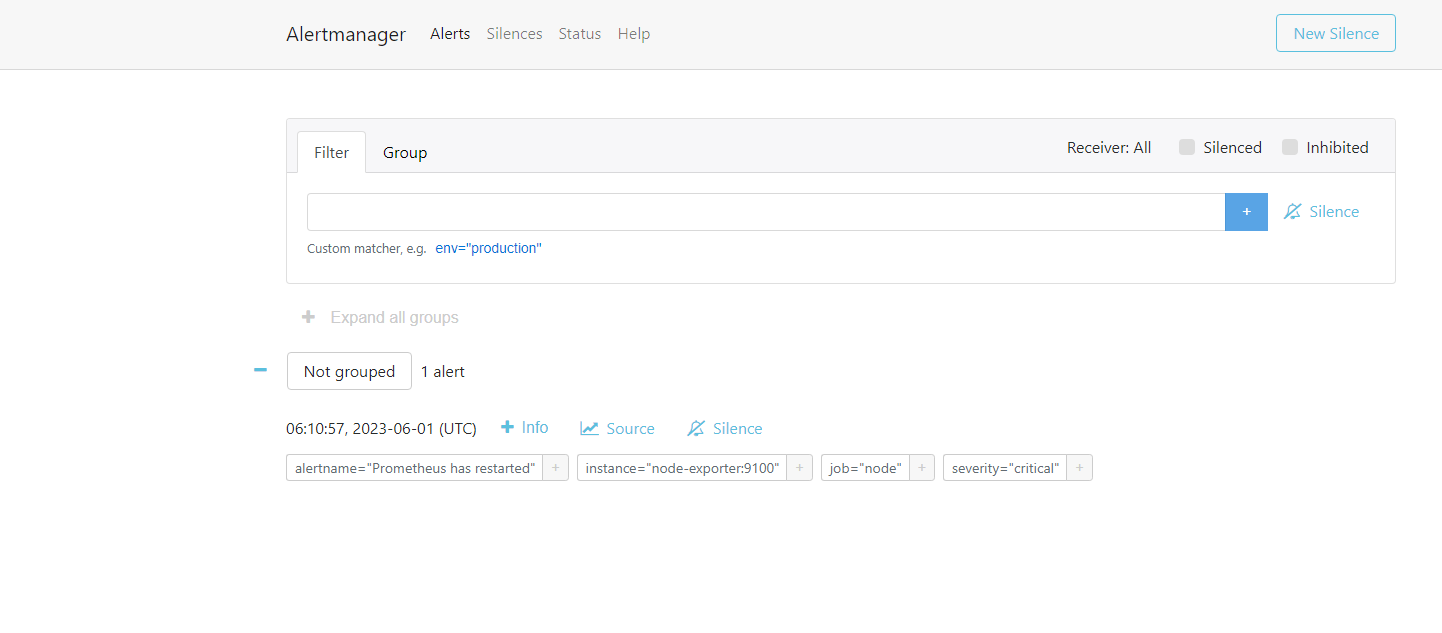 Alertmanager Alerts Silences Status Help New Silence
Filter Group Receiver: All Silenced Inhibited
+ Silence
Custom matcher, e.g. env="production"
+ Expand all groups
Not grouped 1 alert
06:10:57, 2023-06-01 (UTC) + Info Source Silence
alertname="Prometheus has restarted" + instance="node-exporter:9100" + job="node" + severity="critical" +